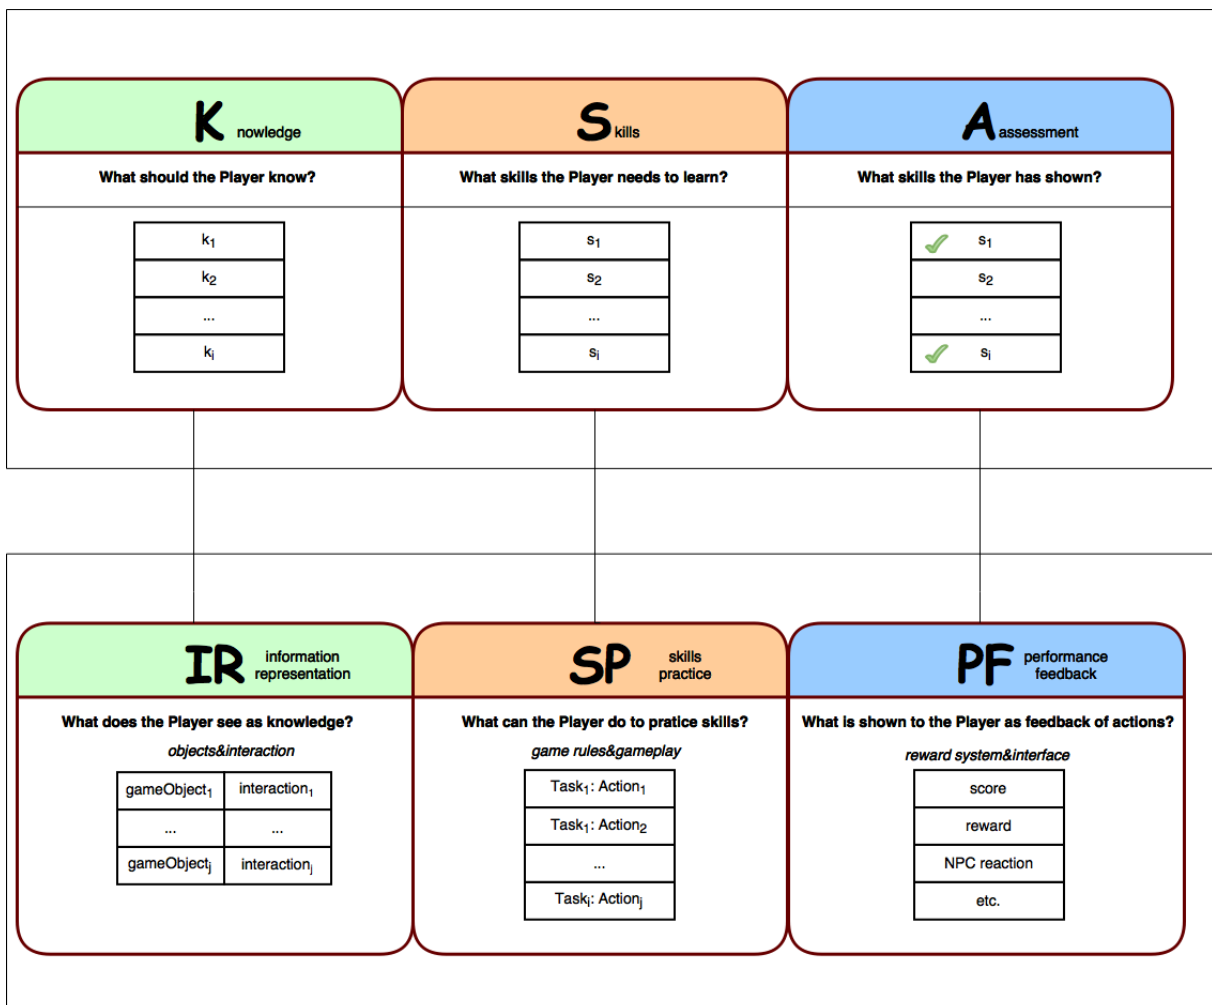 K nowledge
What should the Player know?
k1
k2
...
ki
S kills
What skills the Player needs to learn?
s1
s2
...
si
A assessment
What skills the Player has shown?
✓ s1
s2
...
✓ si
IR information
representation
What does the Player see as knowledge?
objects&interaction
gameObject1 interaction1
... ...
gameObjectj interactionj
SP skills
practice
What can the Player do to pratice skills?
game rules&gameplay
Task1: Action1
Task1: Action2
...
Taski: Actionj
PF performance
feedback
What is shown to the Player as feedback of actions?
reward system&interface
score
reward
NPC reaction
etc.